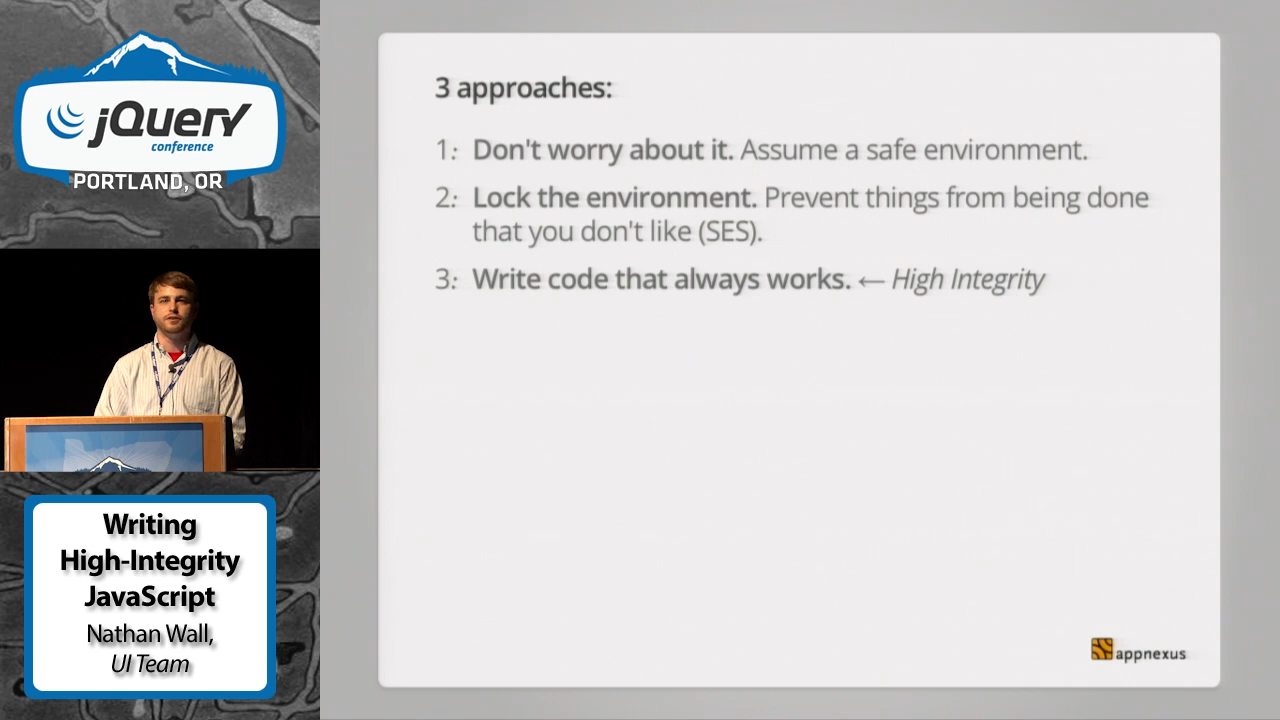 jQuery
conference
PORTLAND, OR
Writing
High-Integrity
JavaScript
Nathan Wall,
UI Team
3 approaches:
1: Don't worry about it. Assume a safe environment.
2: Lock the environment. Prevent things from being done
that you don't like (SES).
3: Write code that always works. ← High Integrity
appnexus